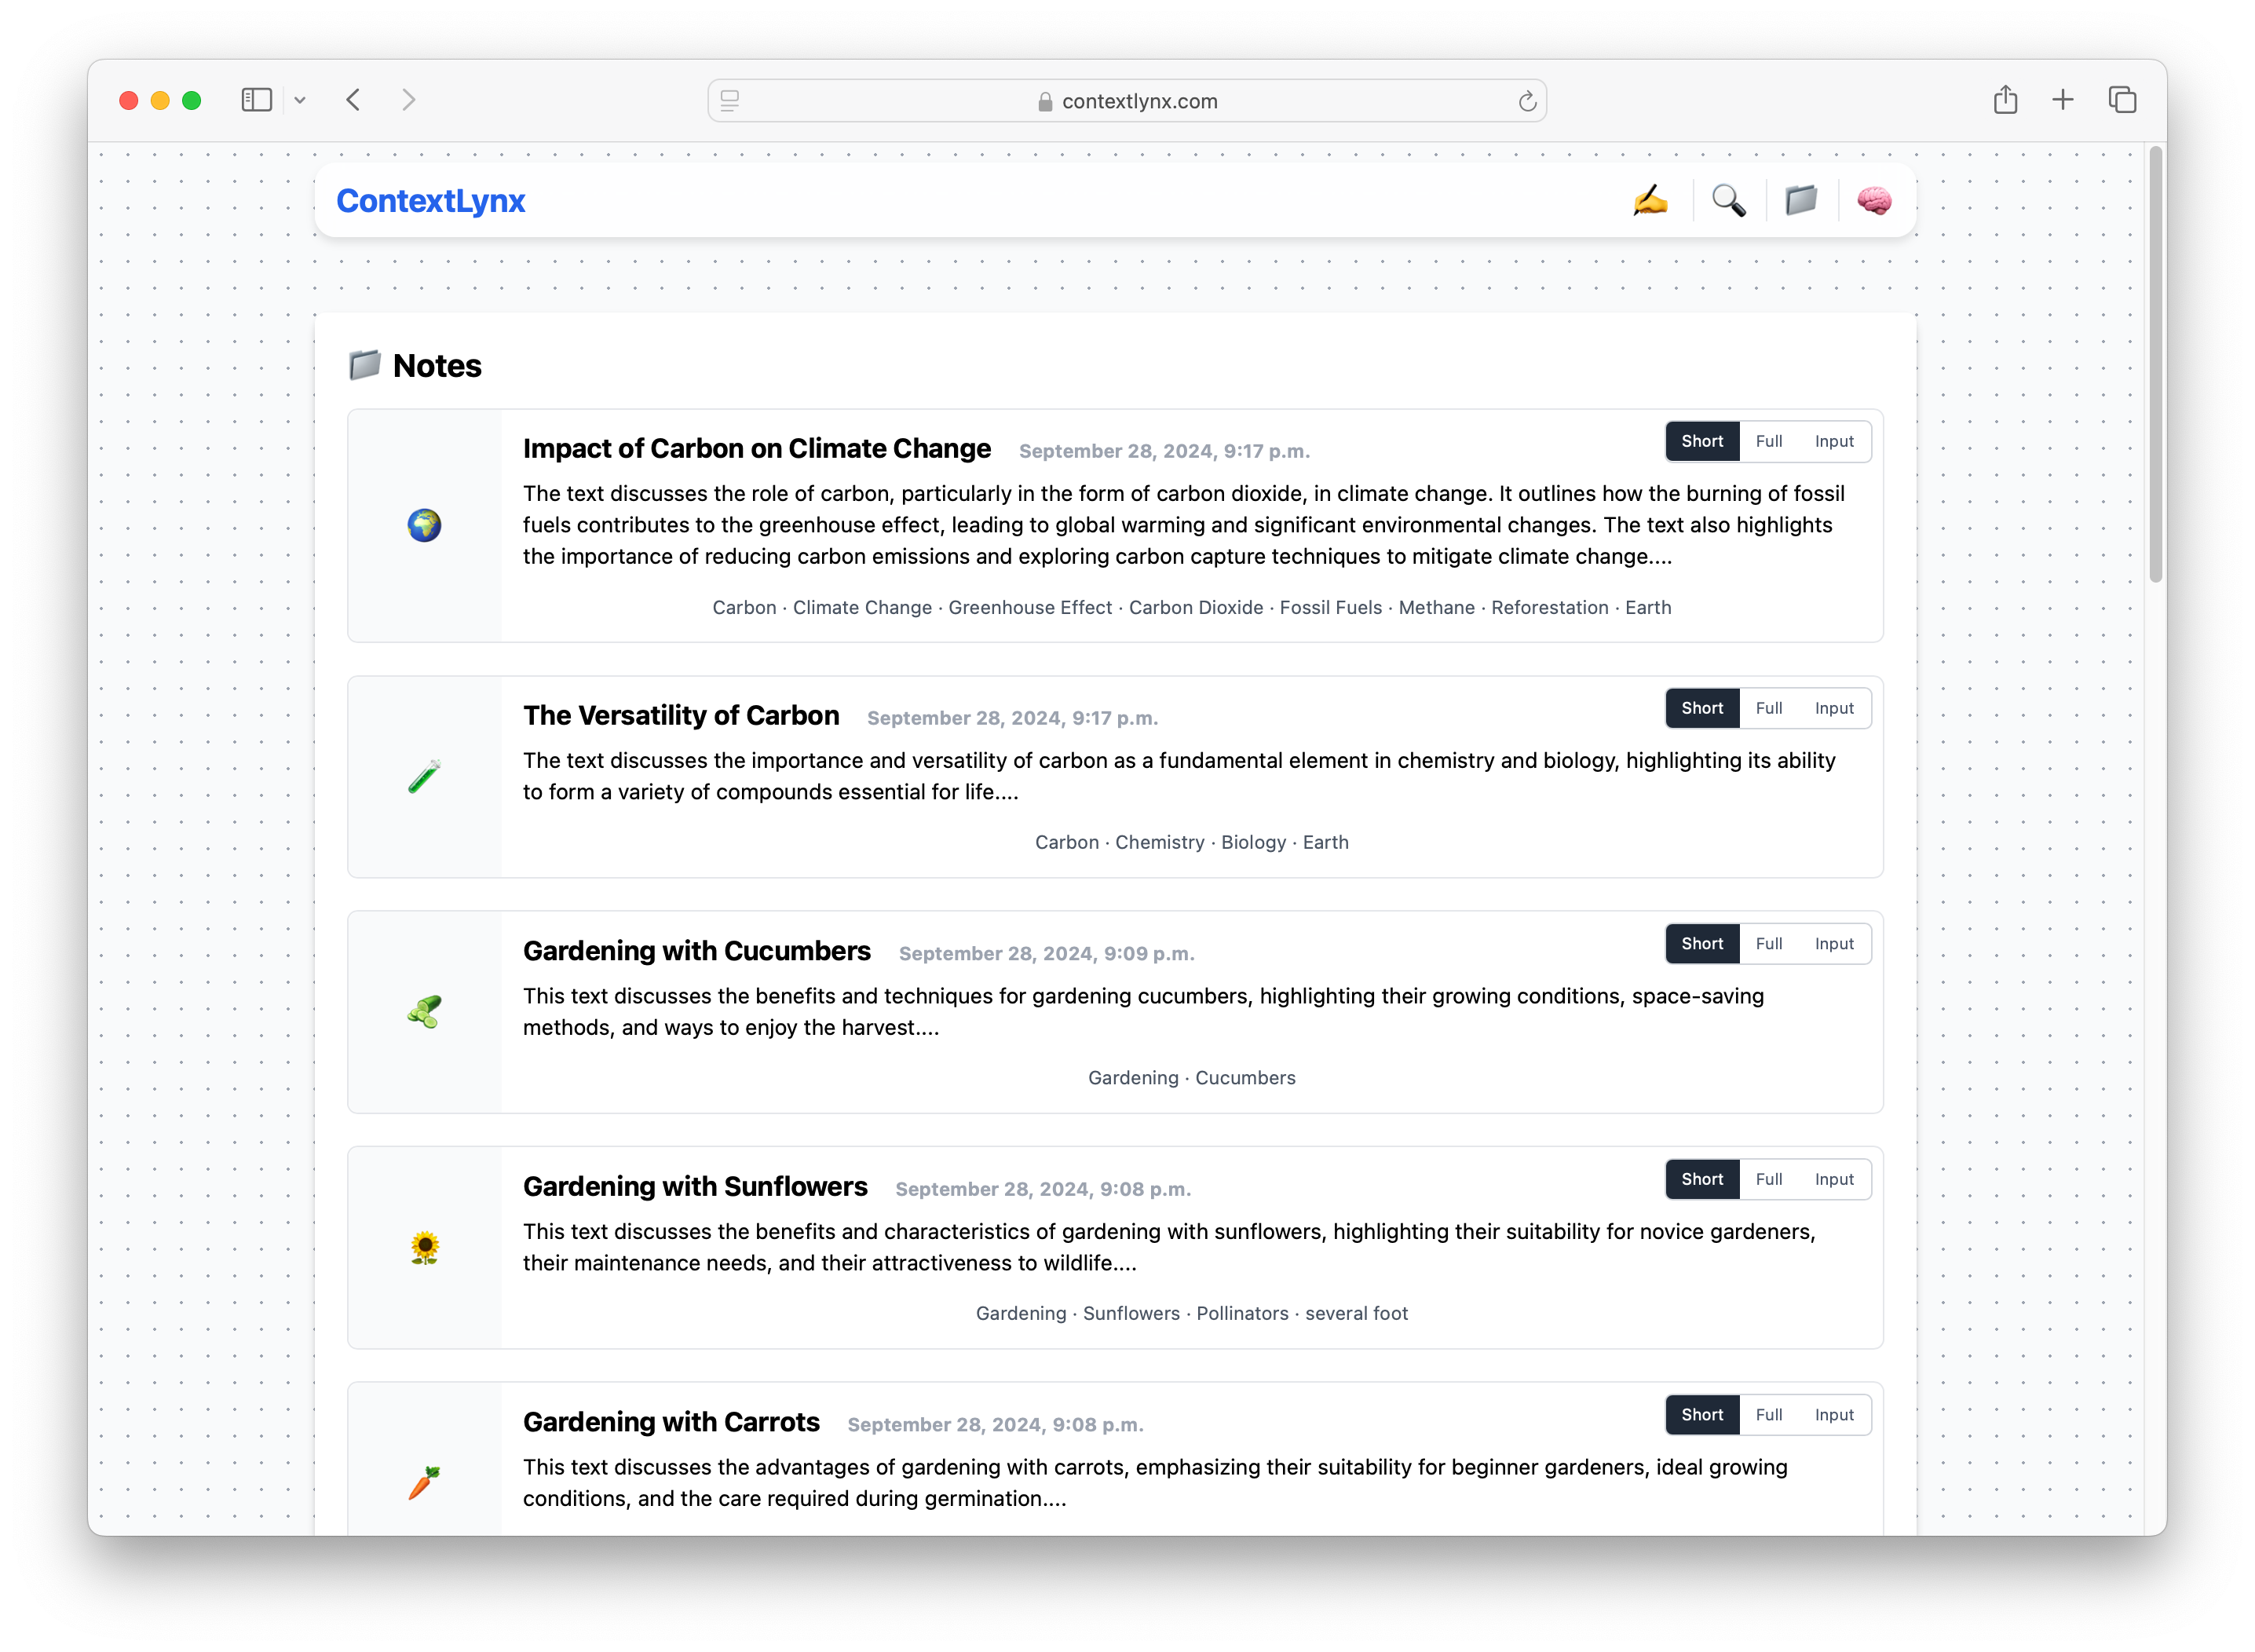 contextlynx.com
ContextLynx
Notes
Impact of Carbon on Climate Change September 28, 2024, 9:17 p.m. Short Full Input
The text discusses the role of carbon, particularly in the form of carbon dioxide, in climate change. It outlines how the burning of fossil
fuels contributes to the greenhouse effect, leading to global warming and significant environmental changes. The text also highlights
the importance of reducing carbon emissions and exploring carbon capture techniques to mitigate climate change....
Carbon · Climate Change · Greenhouse Effect · Carbon Dioxide · Fossil Fuels · Methane · Reforestation · Earth
The Versatility of Carbon September 28, 2024, 9:17 p.m. Short Full Input
The text discusses the importance and versatility of carbon as a fundamental element in chemistry and biology, highlighting its ability
to form a variety of compounds essential for life....
Carbon · Chemistry · Biology · Earth
Gardening with Cucumbers September 28, 2024, 9:09 p.m. Short Full Input
This text discusses the benefits and techniques for gardening cucumbers, highlighting their growing conditions, space-saving
methods, and ways to enjoy the harvest....
Gardening · Cucumbers
Gardening with Sunflowers September 28, 2024, 9:08 p.m. Short Full Input
This text discusses the benefits and characteristics of gardening with sunflowers, highlighting their suitability for novice gardeners,
their maintenance needs, and their attractiveness to wildlife....
Gardening · Sunflowers · Pollinators · several foot
Gardening with Carrots September 28, 2024, 9:08 p.m. Short Full Input
This text discusses the advantages of gardening with carrots, emphasizing their suitability for beginner gardeners, ideal growing
conditions, and the care required during germination....